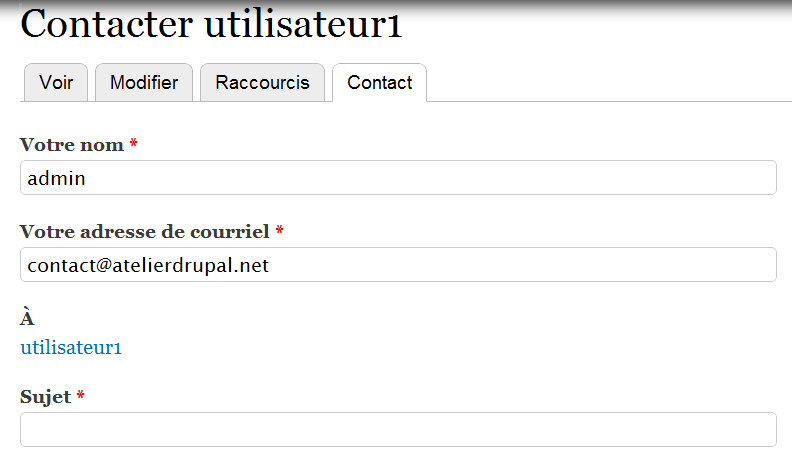 Contacter utilisateur1
Voir Modifier Raccourcis Contact
Votre nom *
admin
Votre adresse de courriel *
contact@atelierdrupal.net
À
utilisateur1
Sujet *